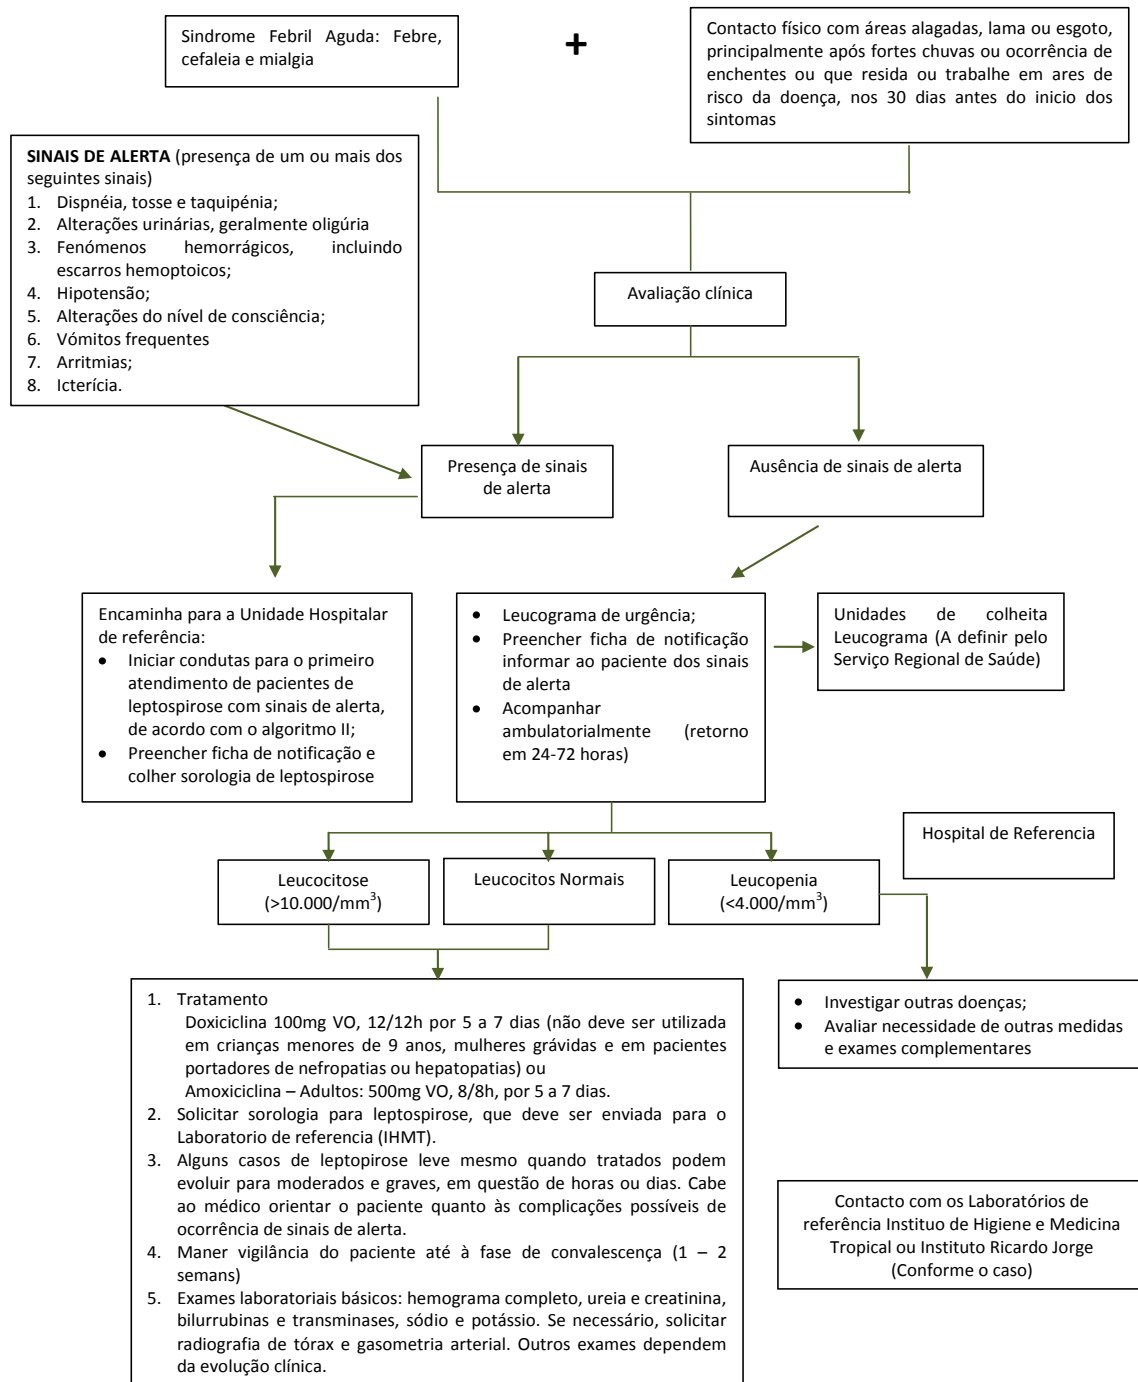 Sindrome Febril Aguda: Febre,
cefaleia e mialgia
+
Contacto físico com áreas alagadas, lama ou esgoto,
principalmente após fortes chuvas ou ocorrência de
enchentes ou que resida ou trabalhe em ares de
risco da doença, nos 30 dias antes do inicio dos
sintomas
SINAIS DE ALERTA (presença de um ou mais dos
seguintes sinais)
1. Dispnéia, tosse e taquipénia;
2. Alterações urinárias, geralmente oligúria
3. Fenómenos hemorrágicos, incluindo
escarros hemoptoicos;
4. Hipotensão;
5. Alterações do nível de consciência;
6. Vómitos frequentes
7. Arritmias;
8. Icterícia.
Avaliação clínica
Presença de sinais
de alerta
Ausência de sinais de alerta
Encaminha para a Unidade Hospitalar
de referência:
• Iniciar condutas para o primeiro
atendimento de pacientes de
leptospirose com sinais de alerta,
de acordo com o algoritmo II;
• Preencher ficha de notificação e
colher sorologia de leptospirose
• Leucograma de urgência;
• Preencher ficha de notificação
informar ao paciente dos sinais
de alerta
• Acompanhar
ambulatorialmente (retorno
em 24-72 horas)
Unidades de colheita
Leucograma (A definir pelo
Serviço Regional de Saúde)
Hospital de Referencia
Leucocitose
(>10.000/mm³)
Leucocitos Normais
Leucopenia
(<4.000/mm³)
1. Tratamento
Doxiciclina 100mg VO, 12/12h por 5 a 7 dias (não deve ser utilizada
em crianças menores de 9 anos, mulheres grávidas e em pacientes
portadores de nefropatias ou hepatopatias) ou
Amoxiciclina – Adultos: 500mg VO, 8/8h, por 5 a 7 dias.
2. Solicitar sorologia para leptospirose, que deve ser enviada para o
Laboratorio de referencia (IHMT).
3. Alguns casos de leptopirose leve mesmo quando tratados podem
evoluir para moderados e graves, em questão de horas ou dias. Cabe
ao médico orientar o paciente quanto às complicações possíveis de
ocorrência de sinais de alerta.
4. Maner vigilância do paciente até à fase de convalescença (1 – 2
semans)
5. Exames laboratoriais básicos: hemograma completo, ureia e creatinina,
bilurrubinas e transminases, sódio e potássio. Se necessário, solicitar
radiografia de tórax e gasometria arterial. Outros exames dependem
da evolução clínica.
• Investigar outras doenças;
• Avaliar necessidade de outras medidas
e exames complementares
Contacto com os Laboratórios de
referência Instituo de Higiene e Medicina
Tropical ou Instituto Ricardo Jorge
(Conforme o caso)